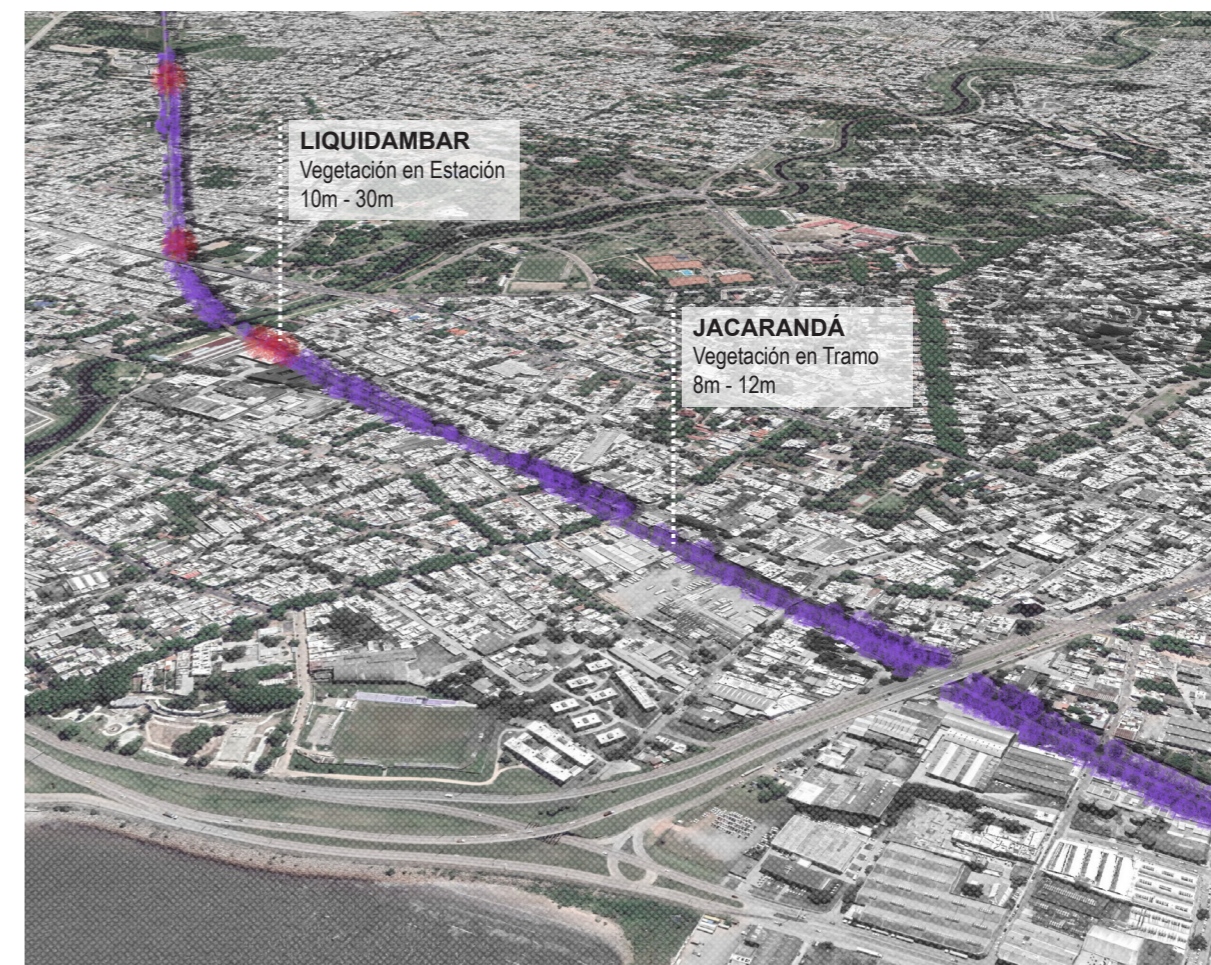 LIQUIDAMBAR
Vegetación en Estación
10m - 30m
JACARANDÁ
Vegetación en Tramo
8m - 12m